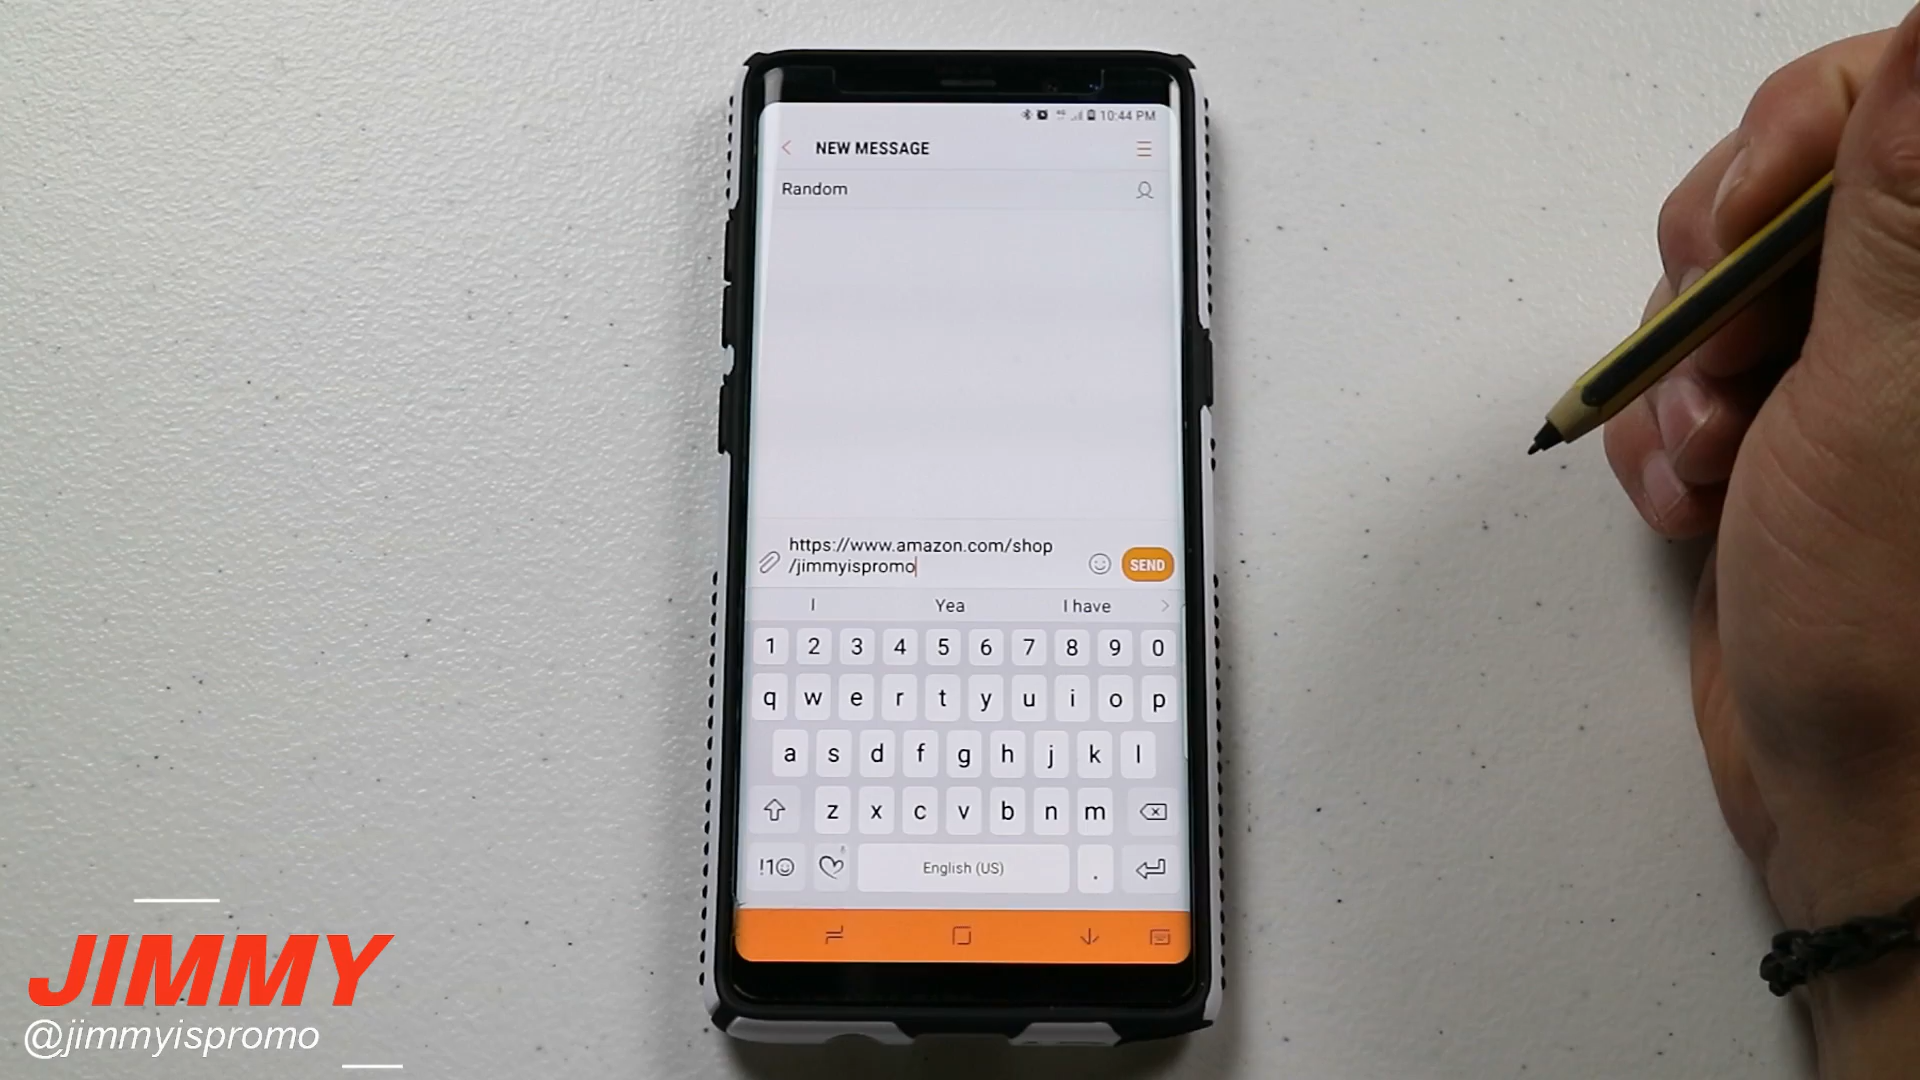 10:44 PM
NEW MESSAGE
Random
https://www.amazon.com/shop
/jimmyispromo
SEND
I Yea I have
1 2 3 4 5 6 7 8 9 0
q w e r t y u i o p
a s d f g h j k l
z x c v b n m
!1☺ English (US) .
JIMMY
@jimmyispromo